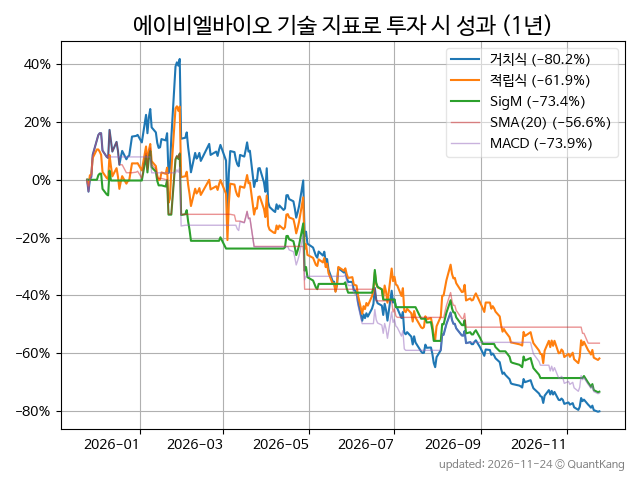 에이비엘바이오 기술 지표로 투자 시 성과 (1년)
거치식 (−80.2%)
적립식 (−61.9%)
SigM (−73.4%)
SMA(20) (−56.6%)
MACD (−73.9%)
40%
20%
0%
−20%
−40%
−60%
−80%
2026-01 2026-03 2026-05 2026-07 2026-09 2026-11
updated: 2026-11-24 © QuantKang